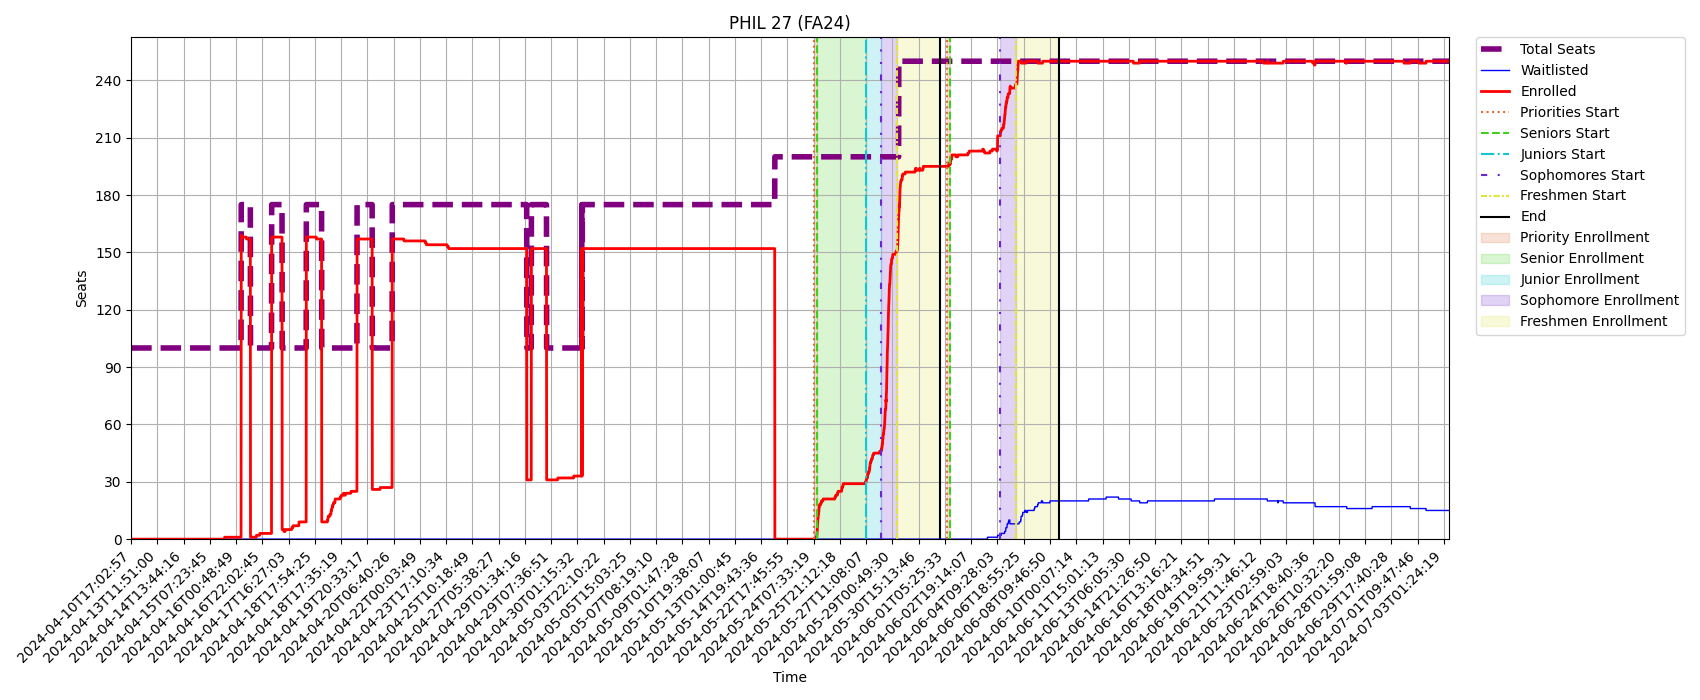 PHIL 27 (FA24)
Seats
240
210
180
150
120
90
60
30
0
2024-04-10T17:02:57
2024-04-13T11:51:00
2024-04-14T13:44:16
2024-04-15T07:23:45
2024-04-16T00:48:49
2024-04-16T22:02:45
2024-04-17T16:27:03
2024-04-18T17:54:25
2024-04-18T17:35:19
2024-04-19T20:33:17
2024-04-20T06:40:26
2024-04-22T00:03:49
2024-04-23T17:10:34
2024-04-25T10:18:49
2024-04-27T05:38:27
2024-04-29T01:34:16
2024-04-29T07:36:51
2024-04-30T01:15:32
2024-05-03T22:10:22
2024-05-05T15:03:25
2024-05-07T08:19:10
2024-05-09T01:47:28
2024-05-10T19:38:07
2024-05-13T01:00:45
2024-05-14T19:43:36
2024-05-22T17:45:55
2024-05-24T07:33:19
2024-05-25T21:12:18
2024-05-27T11:08:07
2024-05-29T00:49:30
2024-05-30T15:13:46
2024-06-01T05:25:33
2024-06-02T19:14:07
2024-06-04T09:28:03
2024-06-06T18:55:23
2024-06-08T09:46:50
2024-06-10T00:07:14
2024-06-11T15:01:13
2024-06-13T06:05:30
2024-06-14T21:26:50
2024-06-16T13:16:21
2024-06-18T04:34:51
2024-06-19T19:59:31
2024-06-21T11:46:12
2024-06-23T02:59:03
2024-06-24T18:40:36
2024-06-26T10:32:20
2024-06-28T01:59:08
2024-06-29T17:40:28
2024-07-01T09:47:46
2024-07-03T01:24:19
Time
Total Seats
Waitlisted
Enrolled
Priorities Start
Seniors Start
Juniors Start
Sophomores Start
Freshmen Start
End
Priority Enrollment
Senior Enrollment
Junior Enrollment
Sophomore Enrollment
Freshmen Enrollment